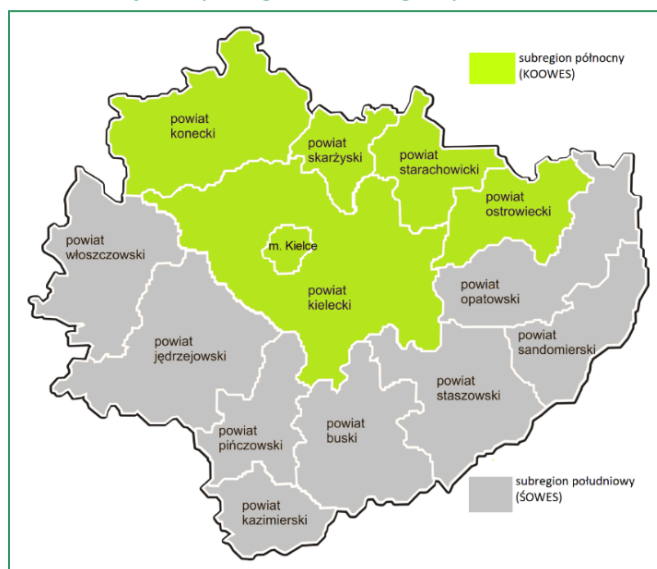 subregion północny
(KOOWES)
powiat
konecki
powiat
skarżyski
powiat
starachowicki
powiat
ostrowiecki
m. Kielce
powiat
włoszczowski
powiat
kielecki
powiat
opatowski
powiat
jędrzejowski
powiat
sandomierski
powiat
staszowski
powiat
pińczowski
powiat
buski
subregion południowy
(ŚOWES)
powiat
kazimierski